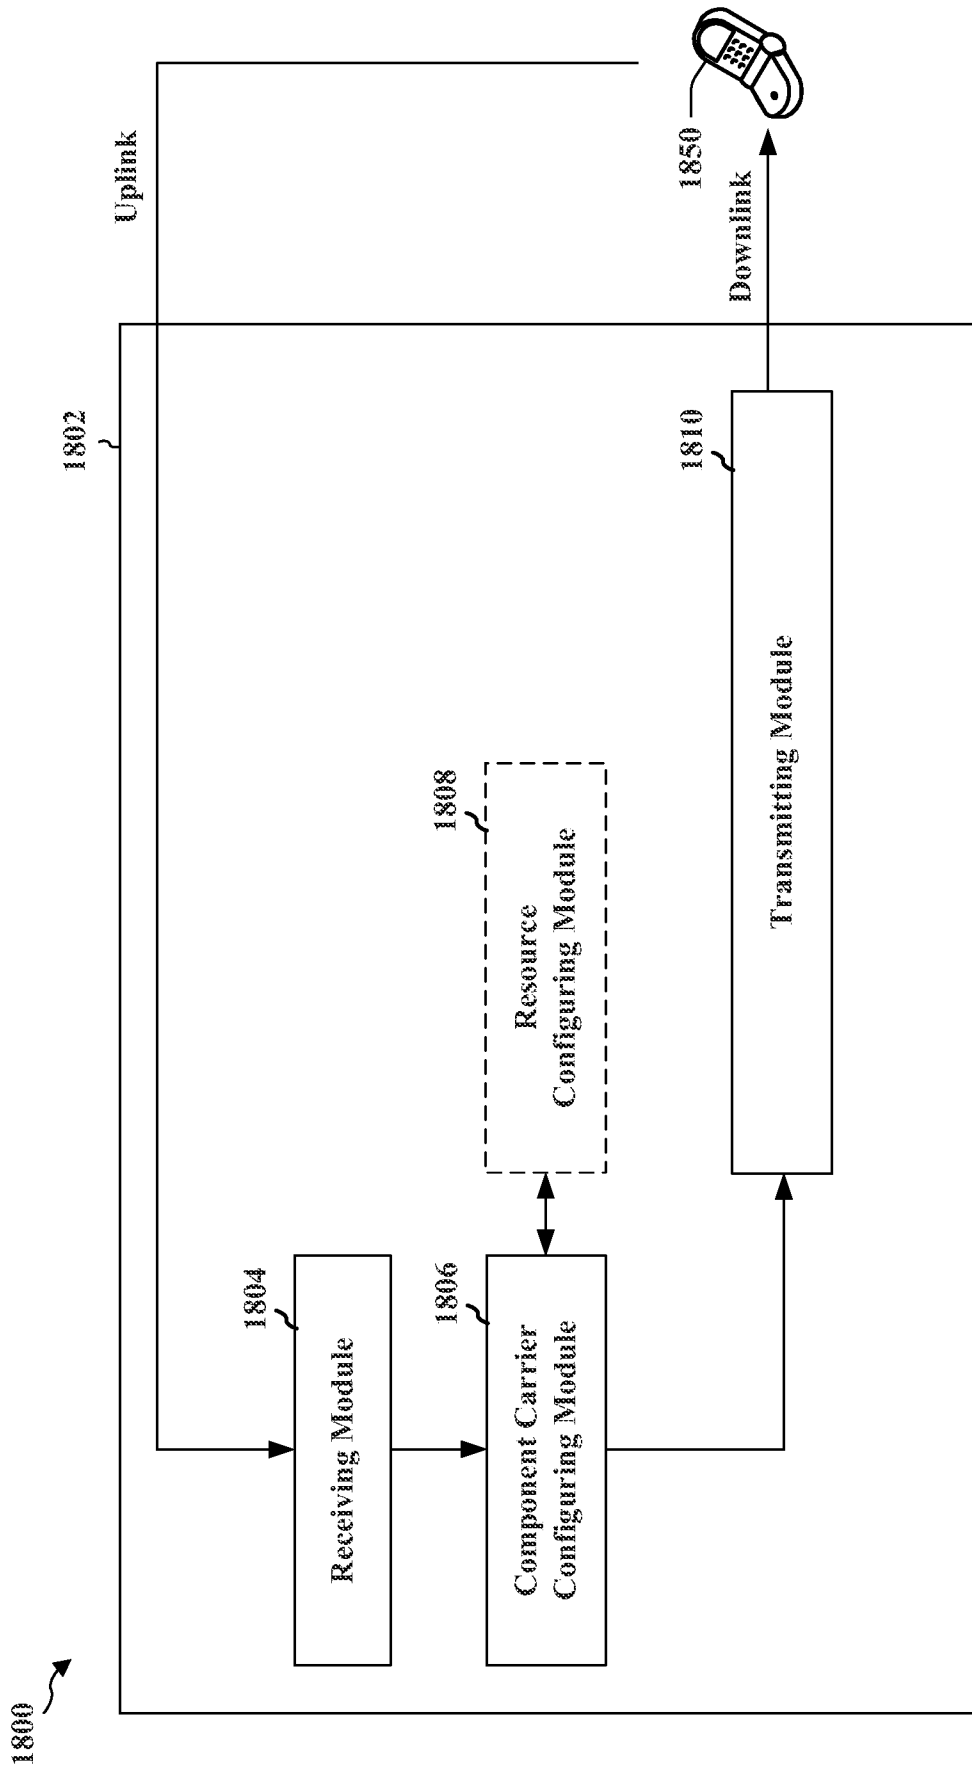 1800
1802
Uplink
1804
Receiving Module
1806
Component Carrier
Configuring Module
1808
Resource
Configuring Module
1810
Transmitting Module
Downlink
1850